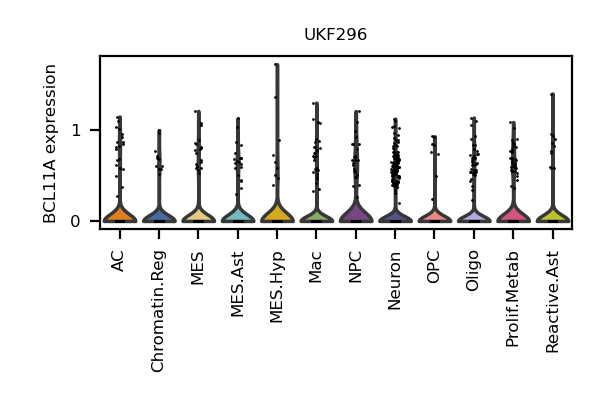 UKF296
BCL11A expression
1
0
AC
Chromatin.Reg
MES
MES.Ast
MES.Hyp
Mac
NPC
Neuron
OPC
Oligo
Prolif.Metab
Reactive.Ast